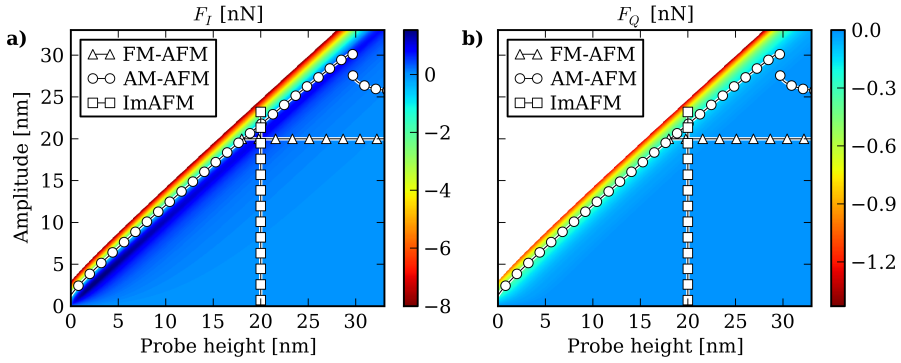 F_I [nN]
a)
FM-AFM
AM-AFM
ImAFM
Amplitude [nm]
30
25
20
15
10
5
0
0 5 10 15 20 25 30
Probe height [nm]
0
−2
−4
−6
−8
F_Q [nN]
b)
FM-AFM
AM-AFM
ImAFM
0 5 10 15 20 25 30
Probe height [nm]
0.0
−0.3
−0.6
−0.9
−1.2